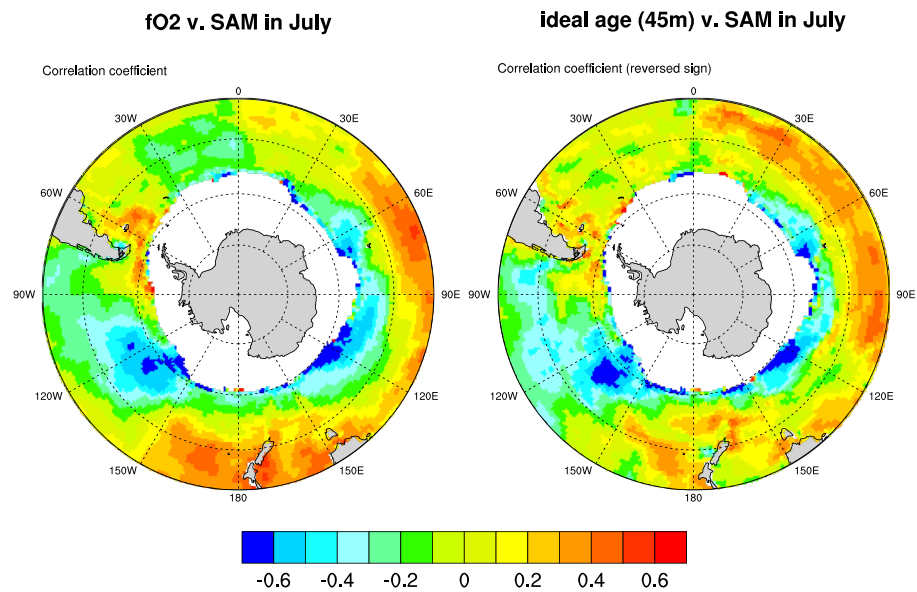 fO2 v. SAM in July
ideal age (45m) v. SAM in July
Correlation coefficient
Correlation coefficient (reversed sign)
0
30W
30E
60W
60E
90W
90E
120W
120E
150W
150E
180
0
30W
30E
60W
60E
90W
90E
120W
120E
150W
150E
180
-0.6 -0.4 -0.2 0 0.2 0.4 0.6